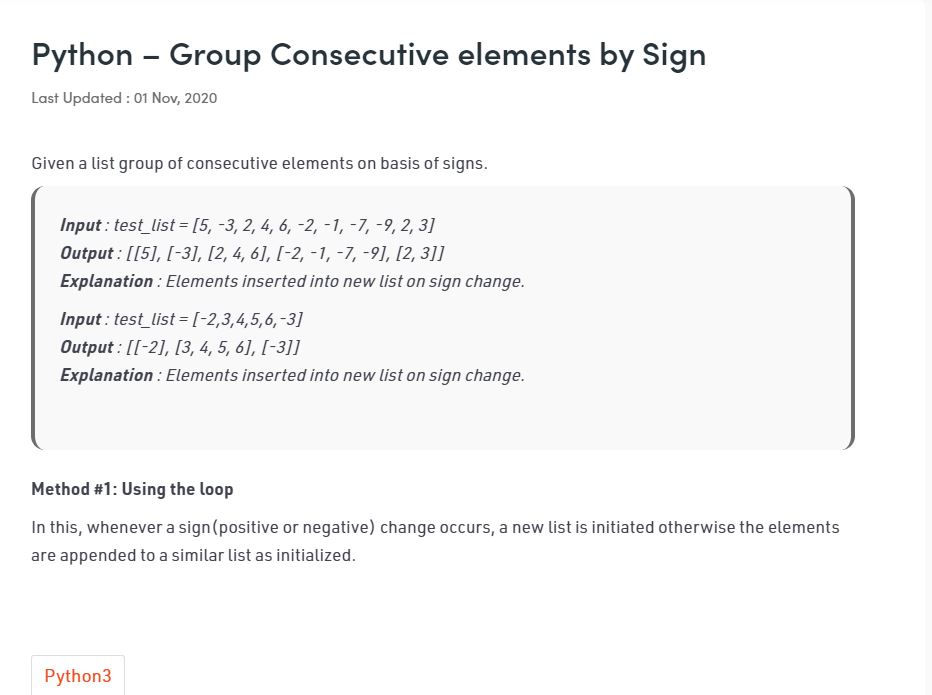 Python – Group Consecutive elements by Sign
Last Updated : 01 Nov, 2020
Given a list group of consecutive elements on basis of signs.
Input : test_list = [5, -3, 2, 4, 6, -2, -1, -7, -9, 2, 3]
Output : [[5], [-3], [2, 4, 6], [-2, -1, -7, -9], [2, 3]]
Explanation : Elements inserted into new list on sign change.
Input : test_list = [-2,3,4,5,6,-3]
Output : [[-2], [3, 4, 5, 6], [-3]]
Explanation : Elements inserted into new list on sign change.
Method #1: Using the loop
In this, whenever a sign(positive or negative) change occurs, a new list is initiated otherwise the elements
are appended to a similar list as initialized.
Python3